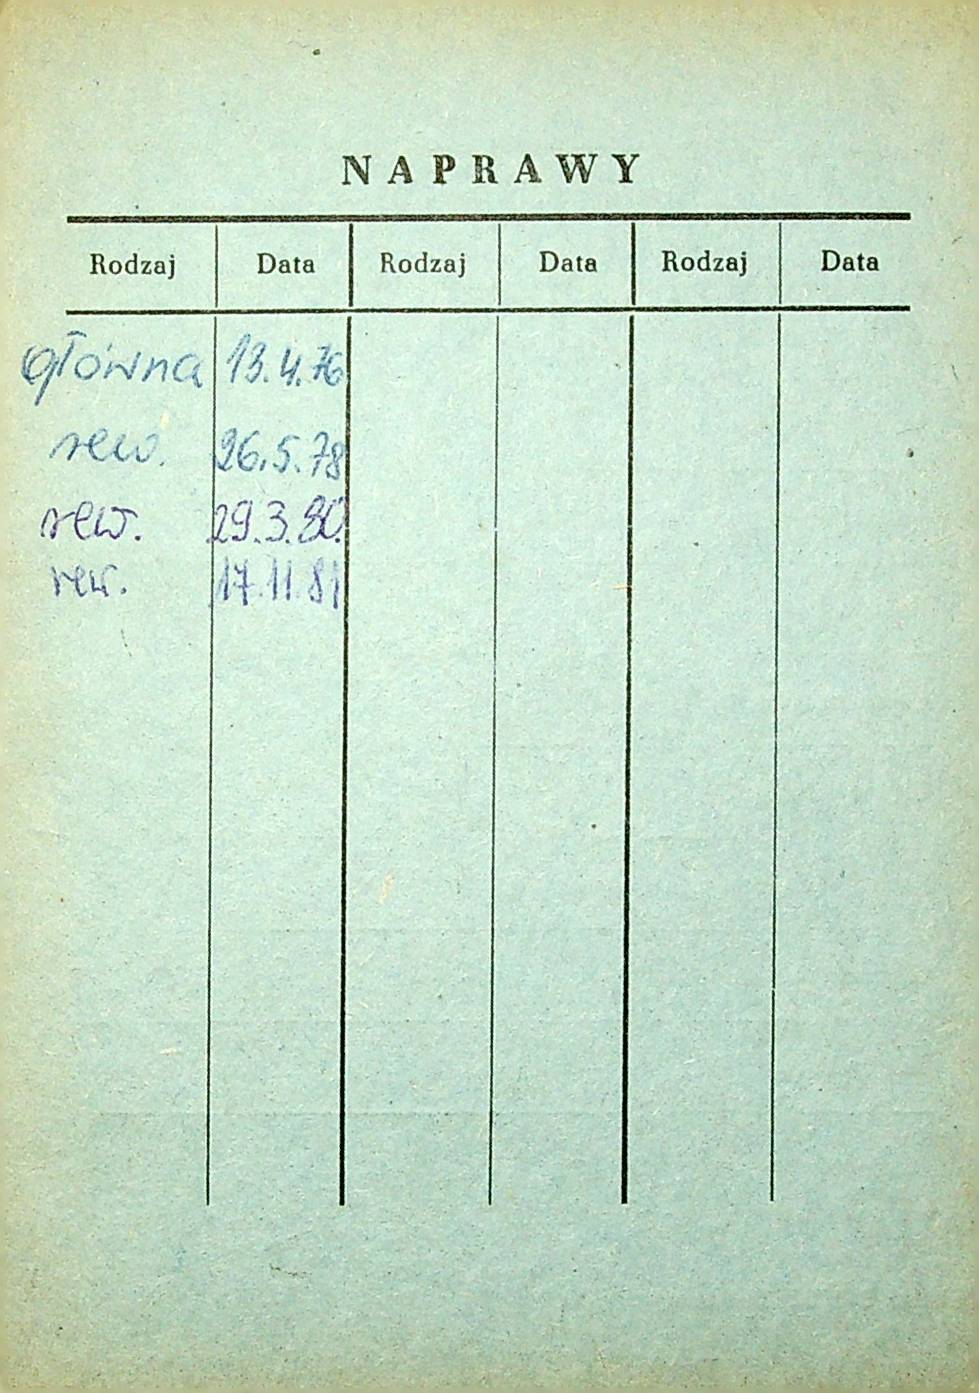 NAPRAWY
Rodzaj Data Rodzaj Data Rodzaj Data
główna 13.4.76
rew. 26.5.78
rew. 29.3.80.
rew. 17.11.81